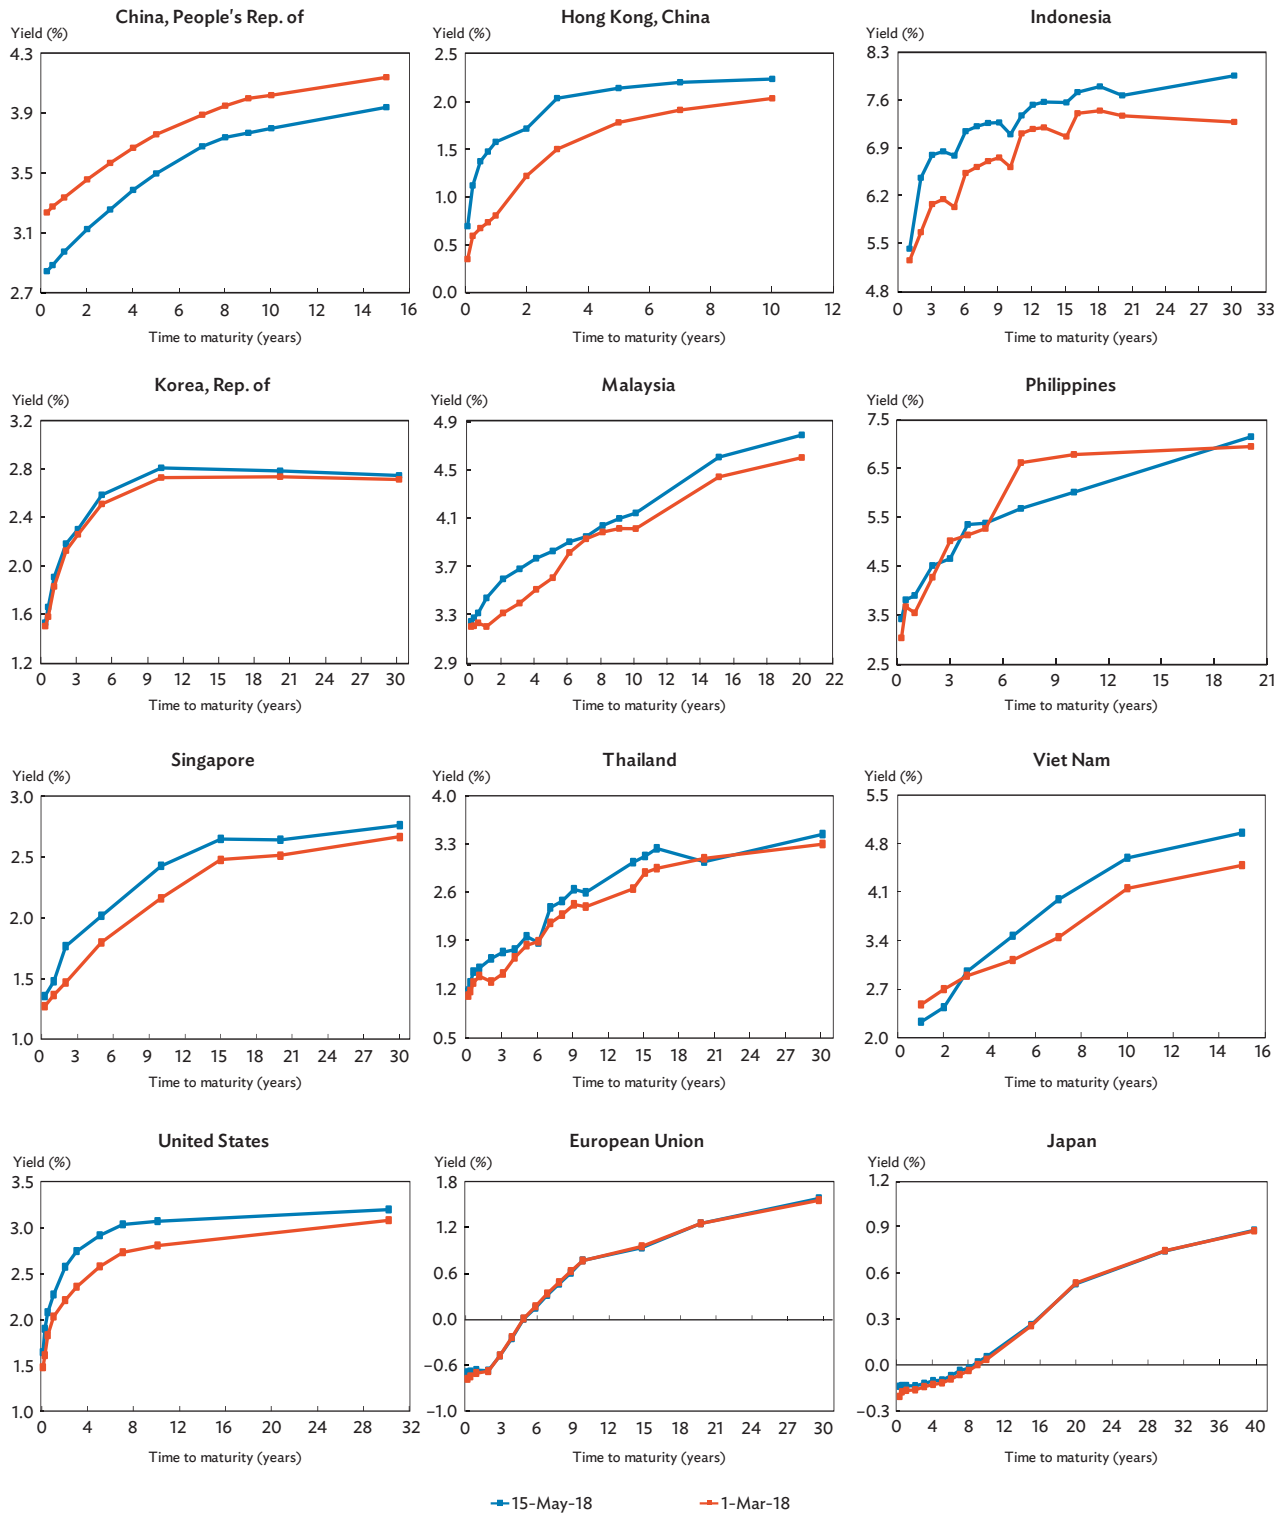 China, People's Rep. of
Yield (%)
4.3
3.9
3.5
3.1
2.7
0 2 4 6 8 10 12 14 16
Time to maturity (years)
Hong Kong, China
Yield (%)
2.5
2.0
1.5
1.0
0.5
0.0
0 2 4 6 8 10 12
Time to maturity (years)
Indonesia
Yield (%)
8.3
7.6
6.9
6.2
5.5
4.8
0 3 6 9 12 15 18 21 24 27 30 33
Time to maturity (years)
Korea, Rep. of
Yield (%)
3.2
2.8
2.4
2.0
1.6
1.2
0 3 6 9 12 15 18 21 24 27 30
Time to maturity (years)
Malaysia
Yield (%)
4.9
4.5
4.1
3.7
3.3
2.9
0 2 4 6 8 10 12 14 16 18 20 22
Time to maturity (years)
Philippines
Yield (%)
7.5
6.5
5.5
4.5
3.5
2.5
0 3 6 9 12 15 18 21
Time to maturity (years)
Singapore
Yield (%)
3.0
2.5
2.0
1.5
1.0
0 3 6 9 12 15 18 21 24 27 30
Time to maturity (years)
Thailand
Yield (%)
4.0
3.3
2.6
1.9
1.2
0.5
0 3 6 9 12 15 18 21 24 27 30
Time to maturity (years)
Viet Nam
Yield (%)
5.5
4.8
4.1
3.4
2.7
2.0
0 2 4 6 8 10 12 14 16
Time to maturity (years)
United States
Yield (%)
3.5
3.0
2.5
2.0
1.5
1.0
0 4 8 12 16 20 24 28 32
Time to maturity (years)
European Union
Yield (%)
1.8
1.2
0.6
0.0
−0.6
−1.0
0 3 6 9 12 15 18 21 24 27 30
Time to maturity (years)
Japan
Yield (%)
1.2
0.9
0.6
0.3
0.0
−0.3
0 4 8 12 16 20 24 28 32 36 40
Time to maturity (years)
15-May-18
1-Mar-18